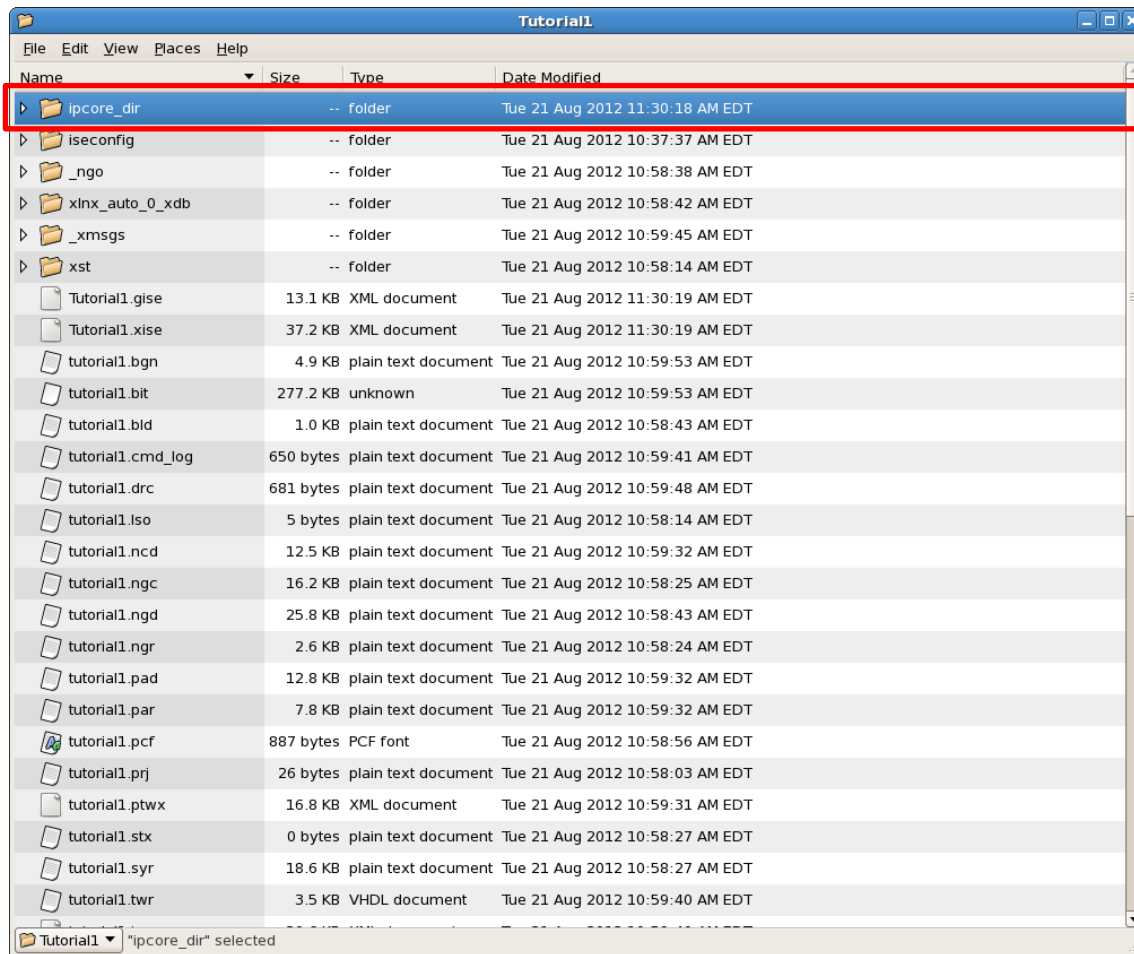 Tutorial1
File Edit View Places Help
Name Size Type Date Modified
ipcore_dir -- folder Tue 21 Aug 2012 11:30:18 AM EDT
iseconfig -- folder Tue 21 Aug 2012 10:37:37 AM EDT
_ngo -- folder Tue 21 Aug 2012 10:58:38 AM EDT
xlnx_auto_0_xdb -- folder Tue 21 Aug 2012 10:58:42 AM EDT
_xmsgs -- folder Tue 21 Aug 2012 10:59:45 AM EDT
xst -- folder Tue 21 Aug 2012 10:58:14 AM EDT
Tutorial1.gise 13.1 KB XML document Tue 21 Aug 2012 11:30:19 AM EDT
Tutorial1.xise 37.2 KB XML document Tue 21 Aug 2012 11:30:19 AM EDT
tutorial1.bgn 4.9 KB plain text document Tue 21 Aug 2012 10:59:53 AM EDT
tutorial1.bit 277.2 KB unknown Tue 21 Aug 2012 10:59:53 AM EDT
tutorial1.bld 1.0 KB plain text document Tue 21 Aug 2012 10:58:43 AM EDT
tutorial1.cmd_log 650 bytes plain text document Tue 21 Aug 2012 10:59:41 AM EDT
tutorial1.drc 681 bytes plain text document Tue 21 Aug 2012 10:59:48 AM EDT
tutorial1.lso 5 bytes plain text document Tue 21 Aug 2012 10:58:14 AM EDT
tutorial1.ncd 12.5 KB plain text document Tue 21 Aug 2012 10:59:32 AM EDT
tutorial1.ngc 16.2 KB plain text document Tue 21 Aug 2012 10:58:25 AM EDT
tutorial1.ngd 25.8 KB plain text document Tue 21 Aug 2012 10:58:43 AM EDT
tutorial1.ngr 2.6 KB plain text document Tue 21 Aug 2012 10:58:24 AM EDT
tutorial1.pad 12.8 KB plain text document Tue 21 Aug 2012 10:59:32 AM EDT
tutorial1.par 7.8 KB plain text document Tue 21 Aug 2012 10:59:32 AM EDT
tutorial1.pcf 887 bytes PCF font Tue 21 Aug 2012 10:58:56 AM EDT
tutorial1.prj 26 bytes plain text document Tue 21 Aug 2012 10:58:03 AM EDT
tutorial1.ptwx 16.8 KB XML document Tue 21 Aug 2012 10:59:31 AM EDT
tutorial1.stx 0 bytes plain text document Tue 21 Aug 2012 10:58:27 AM EDT
tutorial1.syr 18.6 KB plain text document Tue 21 Aug 2012 10:58:27 AM EDT
tutorial1.twr 3.5 KB VHDL document Tue 21 Aug 2012 10:59:40 AM EDT
Tutorial1 "ipcore_dir" selected